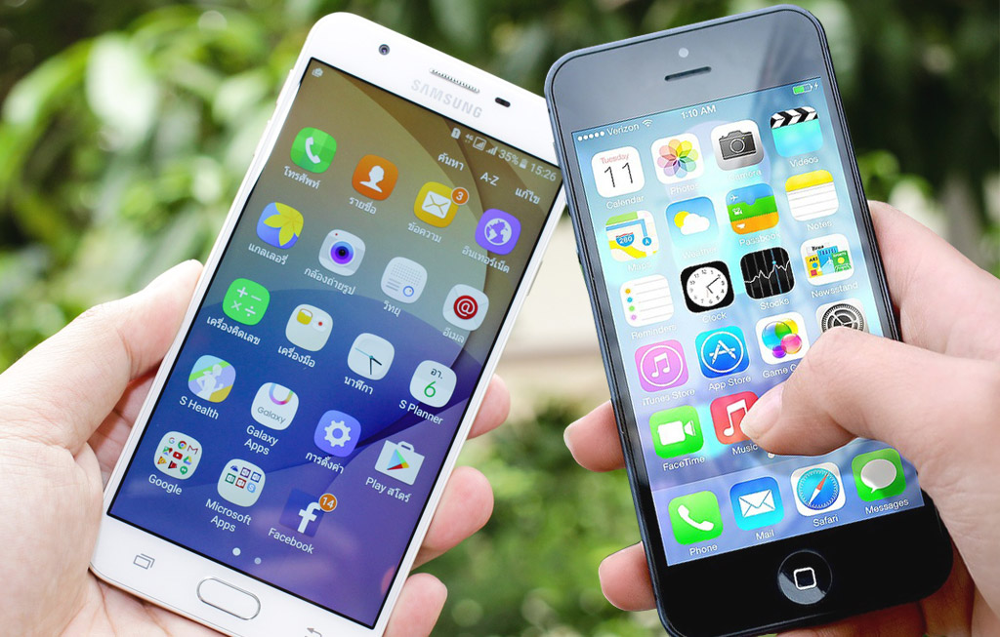 SAMSUNG
35% 15:26
ค้นหา A-Z แก้ไข
โทรศัพท์
รายชื่อ
3
ข้อความ
อินเทอร์เน็ต
แกลเลอรี่
กล้องถ่ายรูป
วิทยุ
อีเมล
เครื่องคิดเลข
เครื่องมือ
นาฬิกา
อา.
6
S Planner
S Health
Galaxy
Galaxy
Apps
การตั้งค่า
Play สโตร์
Google
Microsoft
Apps
14
Facebook
Verizon 1:10 AM
Tuesday
11
Calendar
Photos
Camera
Videos
280
Maps
Weather
Passbook
Notes
Reminders
Clock
Stocks
Newsstand
iTunes Store
App Store
Game C
FaceTime
Music
Phone
Mail
Safari
Messages